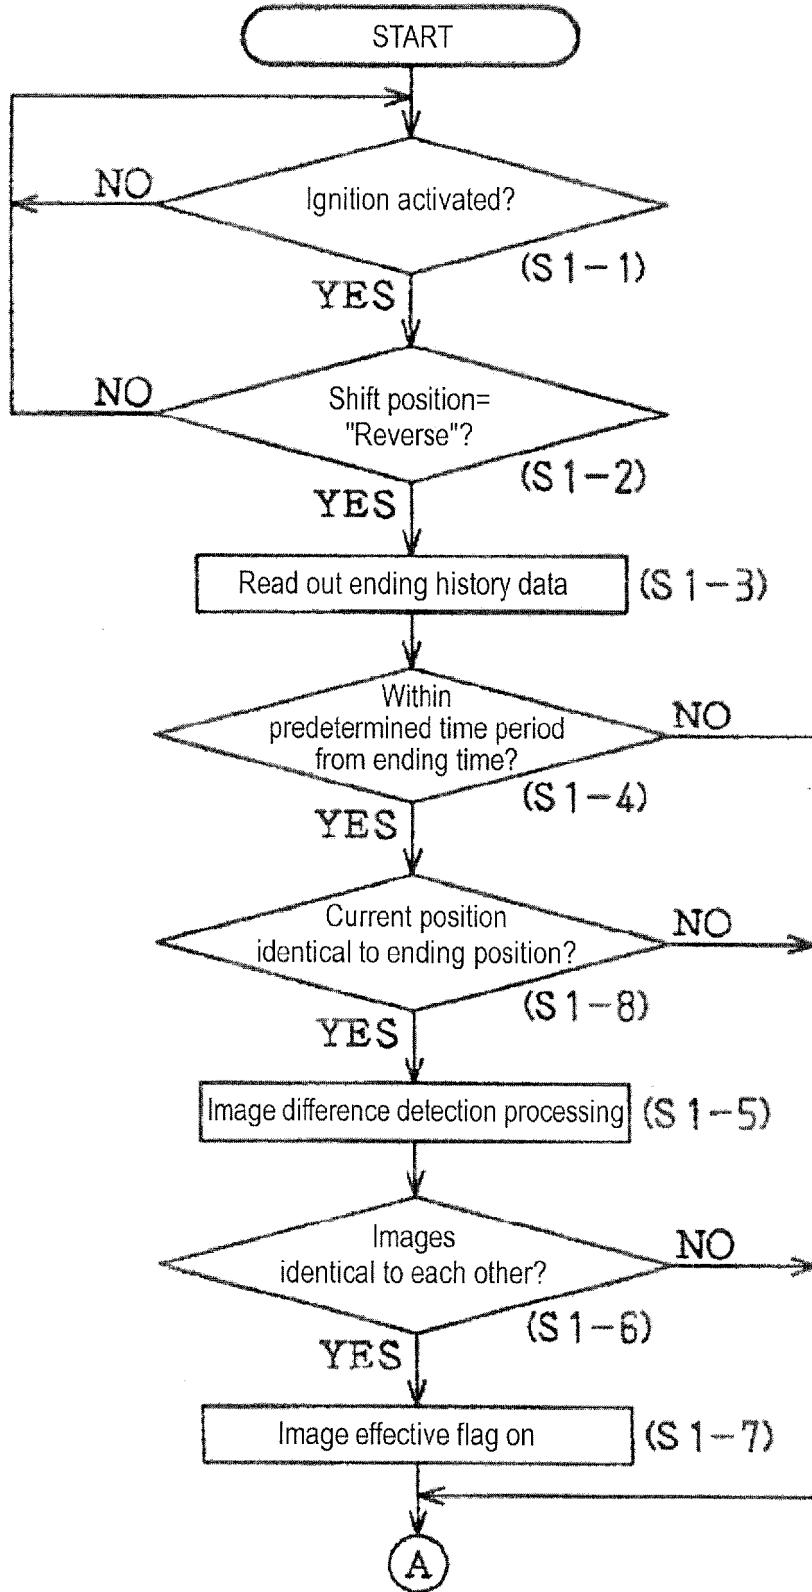 START
NO
Ignition activated?
(S1-1)
YES
NO
Shift position=
"Reverse"?
(S1-2)
YES
Read out ending history data
(S1-3)
Within
predetermined time period
from ending time?
NO
(S1-4)
YES
Current position
identical to ending position?
NO
(S1-8)
YES
Image difference detection processing
(S1-5)
Images
identical to each other?
NO
(S1-6)
YES
Image effective flag on
(S1-7)
A